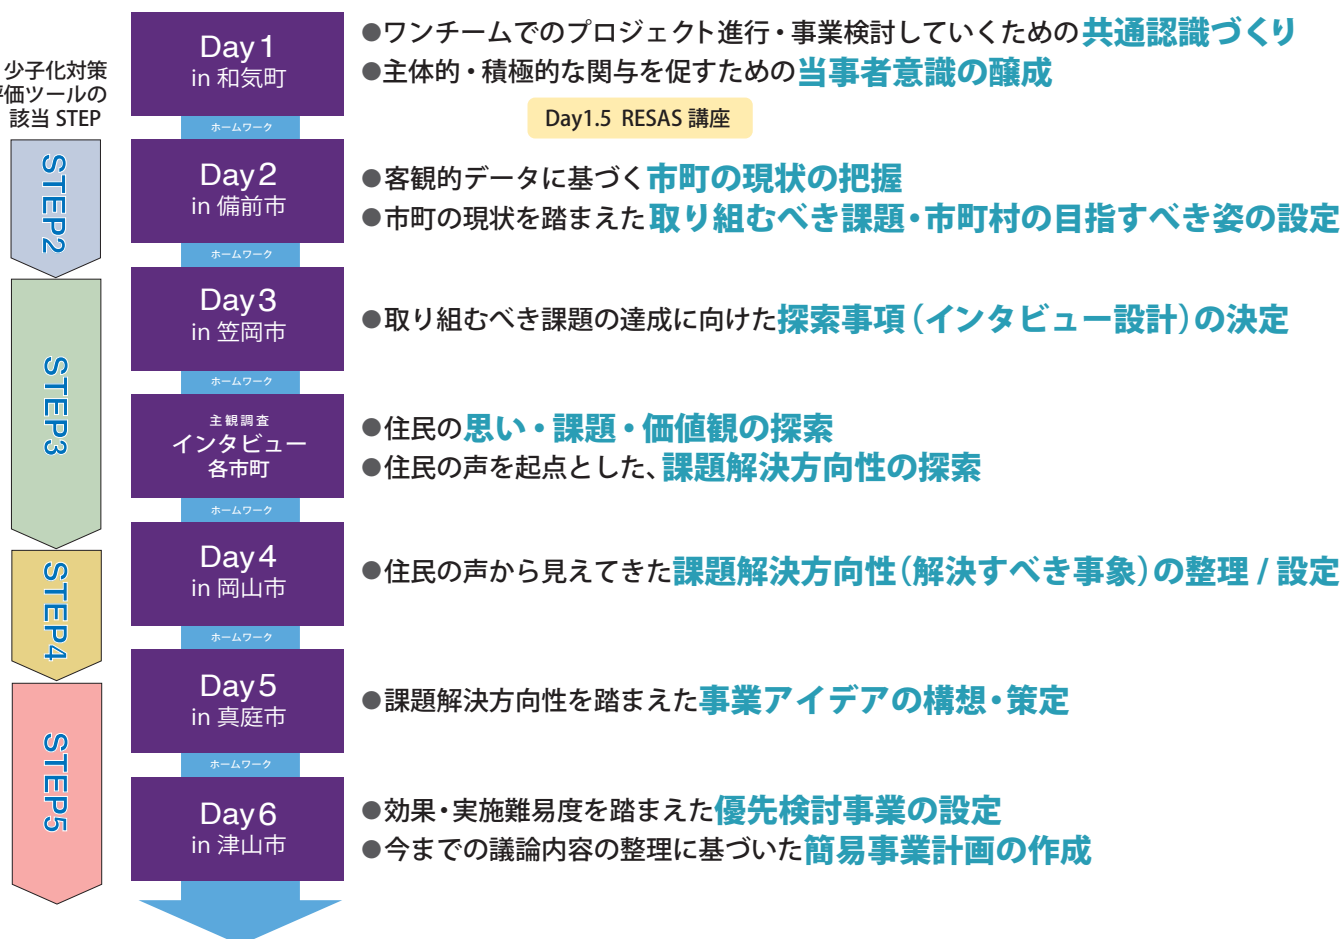 少子化対策
価ツールの
該当 STEP
Day1
in 和気町
●ワンチームでのプロジェクト進行・事業検討していくための共通認識づくり
●主体的・積極的な関与を促すための当事者意識の醸成
ホームワーク
Day1.5 RESAS 講座
STEP2
Day2
in 備前市
●客観的データに基づく市町の現状の把握
●市町の現状を踏まえた取り組むべき課題・市町村の目指すべき姿の設定
ホームワーク
STEP3
Day3
in 笠岡市
●取り組むべき課題の達成に向けた探索事項（インタビュー設計）の決定
ホームワーク
主観調査
インタビュー
各市町
●住民の思い・課題・価値観の探索
●住民の声を起点とした、課題解決方向性の探索
ホームワーク
STEP4
Day4
in 岡山市
●住民の声から見えてきた課題解決方向性（解決すべき事象）の整理 / 設定
ホームワーク
STEP5
Day5
in 真庭市
●課題解決方向性を踏まえた事業アイデアの構想・策定
ホームワーク
Day6
in 津山市
●効果・実施難易度を踏まえた優先検討事業の設定
●今までの議論内容の整理に基づいた簡易事業計画の作成